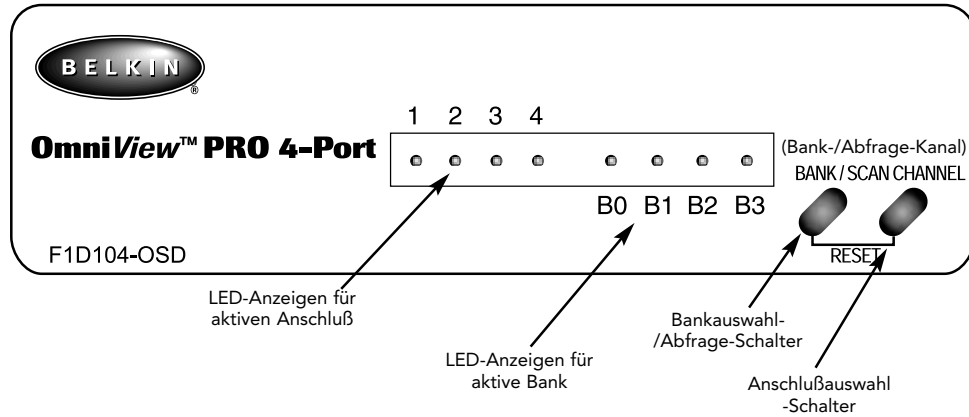 BELKIN
®
1 2 3 4
OmniView™ PRO 4-Port
(Bank-/Abfrage-Kanal)
BANK / SCAN CHANNEL
B0 B1 B2 B3
F1D104-OSD
RESET
LED-Anzeigen für
aktiven Anschluß
LED-Anzeigen für
aktive Bank
Bankauswahl-
/Abfrage-Schalter
Anschlußauswahl
-Schalter